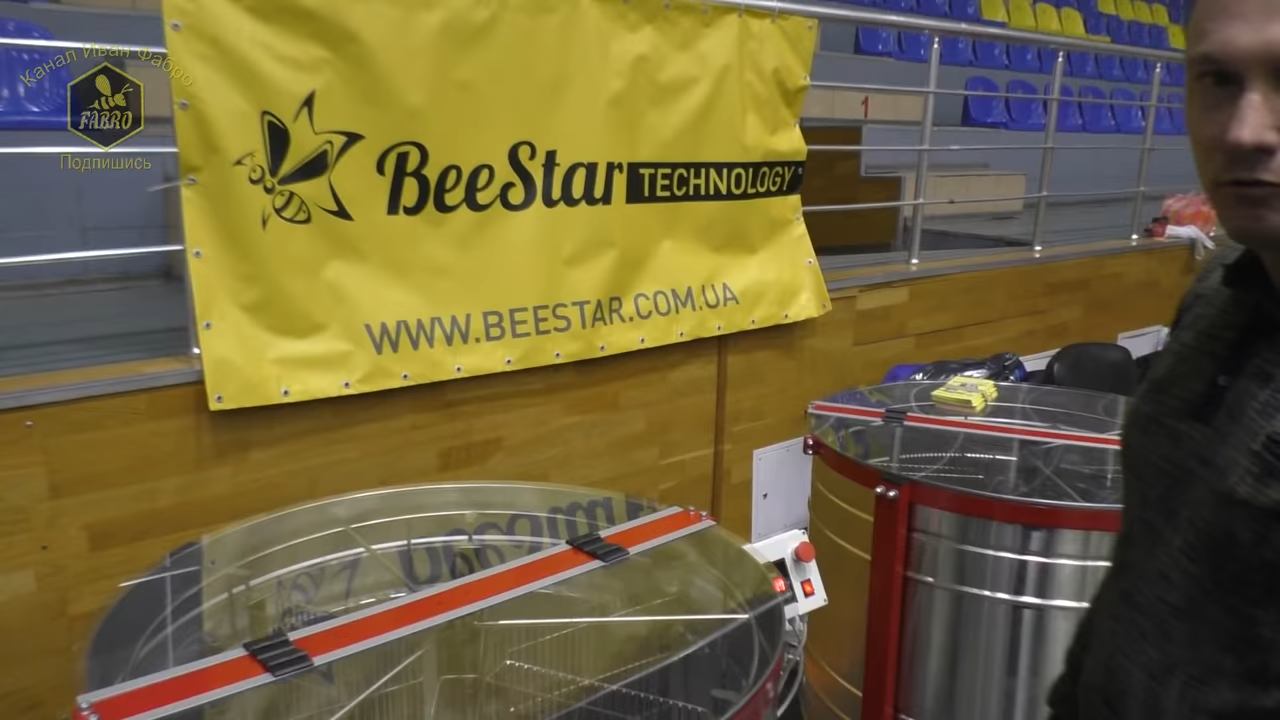 Канал Иван Фабро
FABRO
Подпишись
BeeStar TECHNOLOGY
WWW.BEESTAR.COM.UA
1